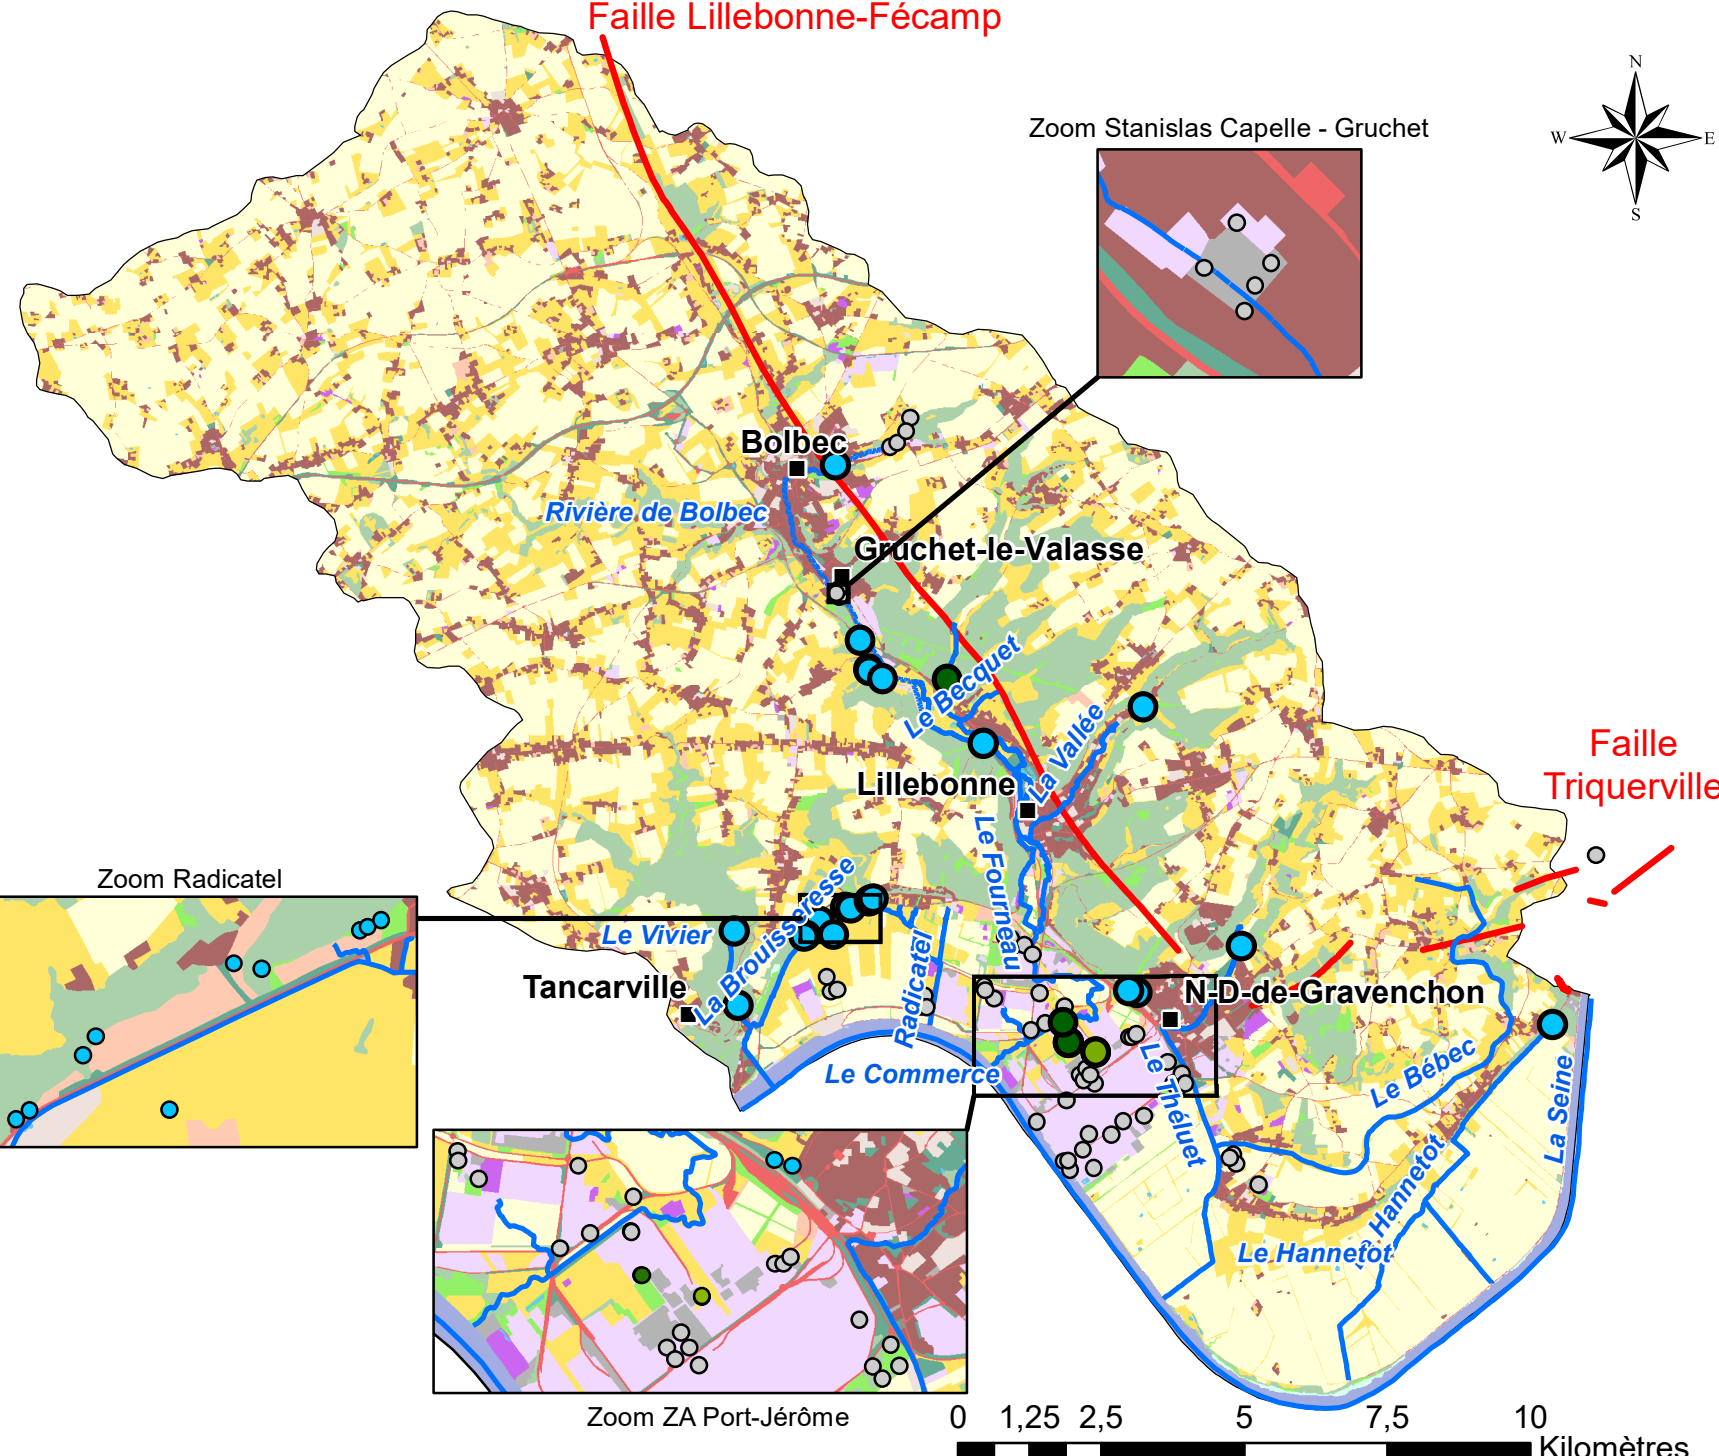 Faille Lillebonne-Fécamp
N
W
E
S
Zoom Stanislas Capelle - Gruchet
Bolbec
Rivière de Bolbec
Gruchet-le-Valasse
Le Becquet
La Vallée
Faille
Triquerville
Lillebonne
Le Fourneau
Zoom Radicatel
La Brouisseresse
Le Vivier
Radicatel
Tancarville
N-D-de-Gravenchon
Le Commerce
Le Théluet
Le Bébec
La Seine
Le Hannetot
Le Hannetot
Zoom ZA Port-Jérôme
0 1,25 2,5 5 7,5 10
Kilomètres